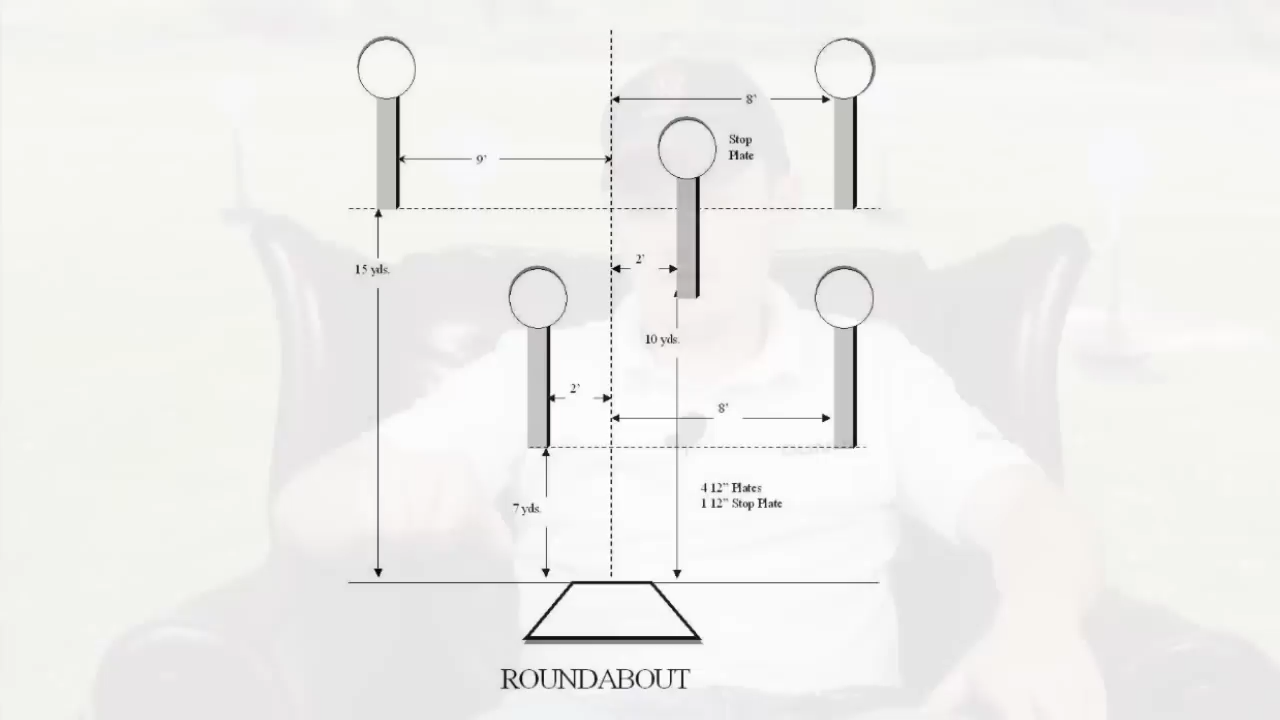 8’
Stop
Plate
9’
2’
15 yds.
10 yds.
2’
8’
4 12” Plates
1 12” Stop Plate
7 yds.
ROUNDABOUT